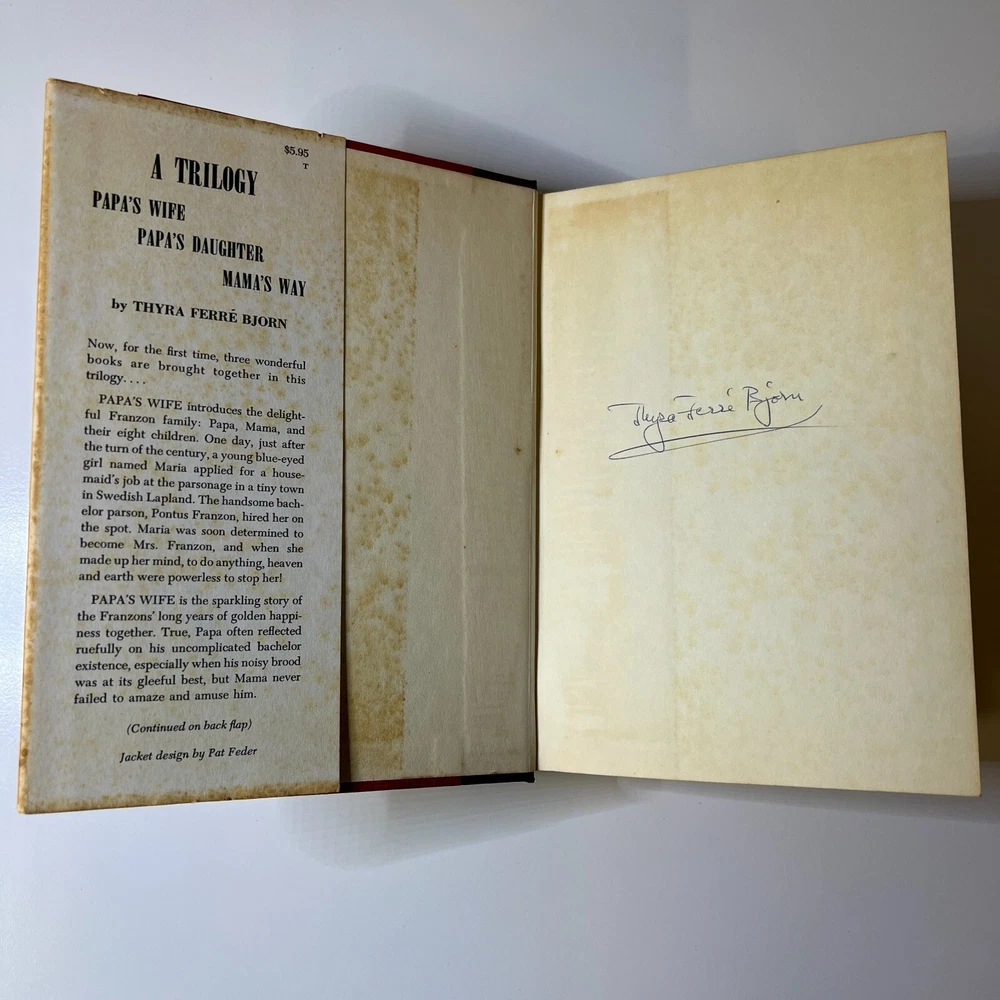 $5.95
T
A TRILOGY
PAPA'S WIFE
PAPA'S DAUGHTER
MAMA'S WAY
by THYRA FERRÉ BJORN
Now, for the first time, three wonderful
books are brought together in this
trilogy....
PAPA'S WIFE introduces the delight-
ful Franzon family: Papa, Mama, and
their eight children. One day, just after
the turn of the century, a young blue-eyed
girl named Maria applied for a house-
maid's job at the parsonage in a tiny town
in Swedish Lapland. The handsome bach-
elor parson, Pontus Franzon, hired her on
the spot. Maria was soon determined to
become Mrs. Franzon, and when she
made up her mind, to do anything, heaven
and earth were powerless to stop her!
PAPA'S WIFE is the sparkling story of
the Franzons' long years of golden happi-
ness together. True, Papa often reflected
ruefully on his uncomplicated bachelor
existence, especially when his noisy brood
was at its gleeful best, but Mama never
failed to amaze and amuse him.
(Continued on back flap)
Jacket design by Pat Feder
Thyra Ferré Björn